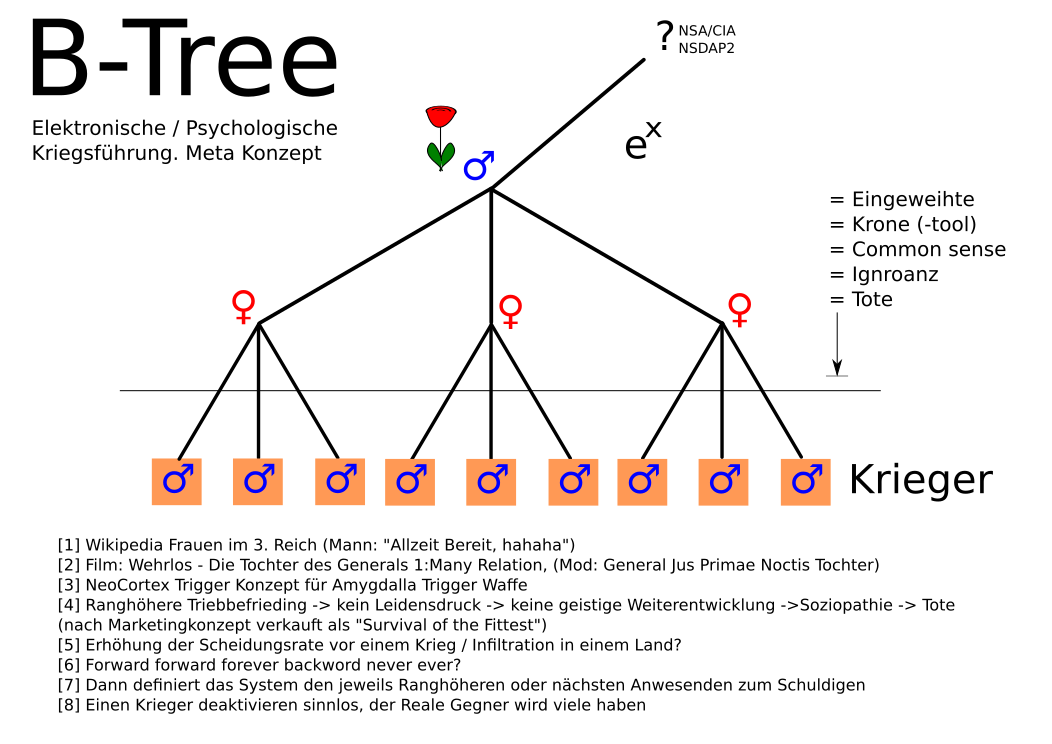 B-Tree
? NSA/CIA
NSDAP2
Elektronische / Psychologische
Kriegsführung. Meta Konzept
e^x
= Eingeweihte
= Krone (-tool)
= Common sense
= Ignroanz
= Tote
♂
♀ ♀ ♀
♂ ♂ ♂ ♂ ♂ ♂ ♂ ♂ ♂ Krieger
[1] Wikipedia Frauen im 3. Reich (Mann: "Allzeit Bereit, hahaha")
[2] Film: Wehrlos - Die Tochter des Generals 1:Many Relation, (Mod: General Jus Primae Noctis Tochter)
[3] NeoCortex Trigger Konzept für Amygdalla Trigger Waffe
[4] Ranghöhere Triebbefrieding -> kein Leidensdruck -> keine geistige Weiterentwicklung ->Soziopathie -> Tote
(nach Marketingkonzept verkauft als "Survival of the Fittest")
[5] Erhöhung der Scheidungsrate vor einem Krieg / Infiltration in einem Land?
[6] Forward forward forever backword never ever?
[7] Dann definiert das System den jeweils Ranghöheren oder nächsten Anwesenden zum Schuldigen
[8] Einen Krieger deaktivieren sinnlos, der Reale Gegner wird viele haben